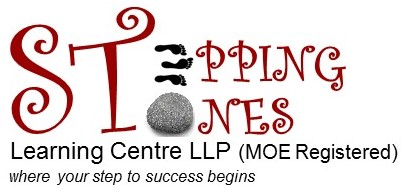 STEPPING
STONES
Learning Centre LLP (MOE Registered)
where your step to success begins